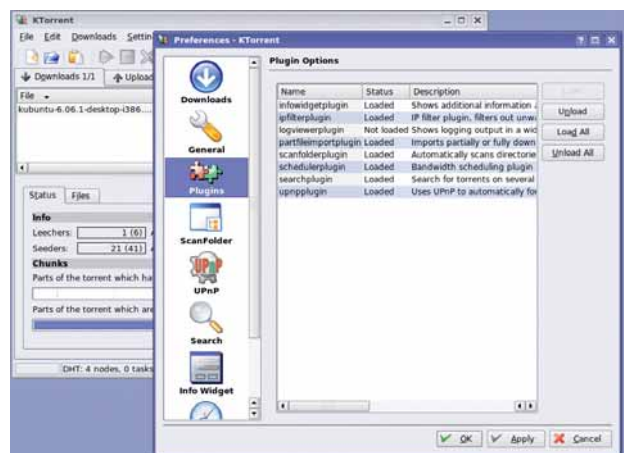 KTorrent
File Edit Downloads Settin
Downloads 1/1 Upload
File
kubuntu-6.06.1-desktop-i386....
Status Files
Info
Leechers: 1 (6)
Seeders: 21 (41)
Chunks
Parts of the torrent which ha
Parts of the torrent which are
DHT: 4 nodes, 0 tasks
Preferences - KTorrent
Downloads
General
Plugins
ScanFolder
UPnP
Search
Info Widget
Plugin Options
Name Status Description
infowidgetplugin Loaded Shows additional information
ipfilterplugin Loaded IP filter plugin, filters out unwa
logviewerplugin Not loaded Shows logging output in a wid
partfileimportplugin Loaded Imports partially or fully down
scanfolderplugin Loaded Automatically scans directorie
schedulerplugin Loaded Bandwidth scheduling plugin
searchplugin Loaded Search for torrents on several
upnpplugin Loaded Uses UPnP to automatically fo
Unload
Load All
Unload All
OK Apply Cancel